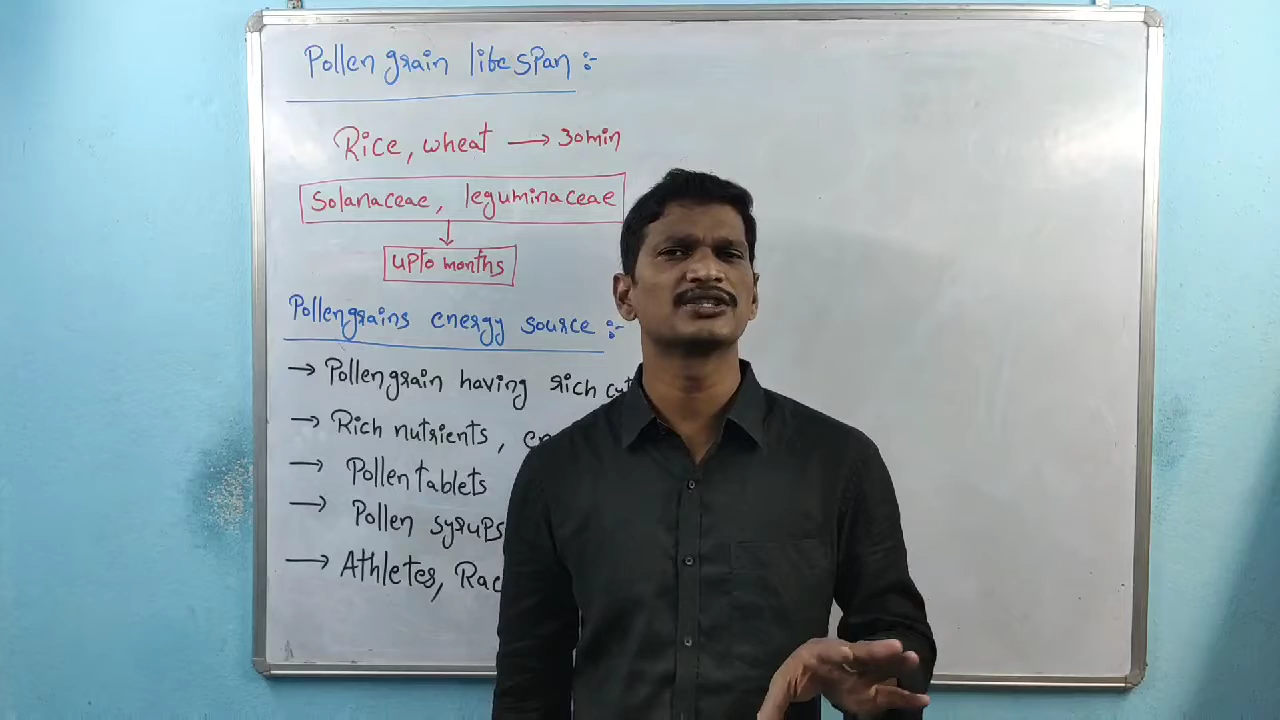 Pollen grain life span :-
Rice, wheat → 30min
Solanaceae, leguminaceae
↓
upto months
Pollengrains energy source :-
→ Pollengrain having rich
→ Rich nutrients,
→ Pollen tablets
→ Pollen syrups
→ Athletes,